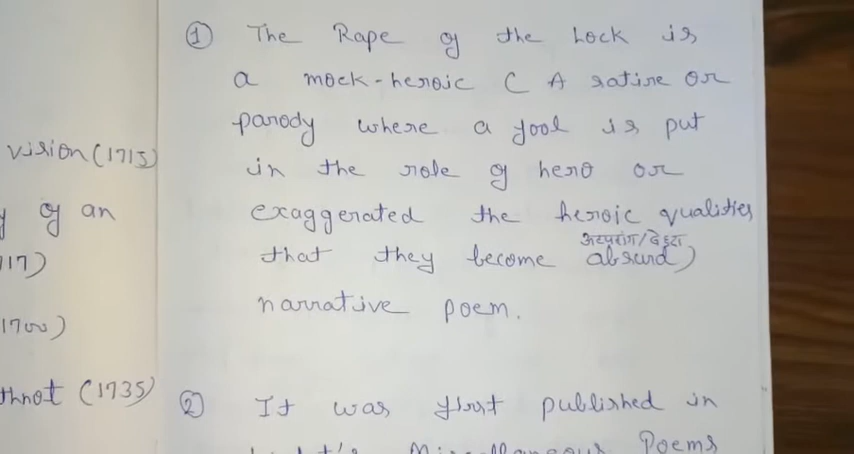 vision (1715)
of an
117)
1700)
thnot (1735)
① The Rape of the Lock is
a mock-heroic ( A satire or
parody where a fool is put
in the role of hero or
exaggerated the heroic qualities
that they become absurd)
narrative poem.
② It was first published in
Miscellaneous Poems